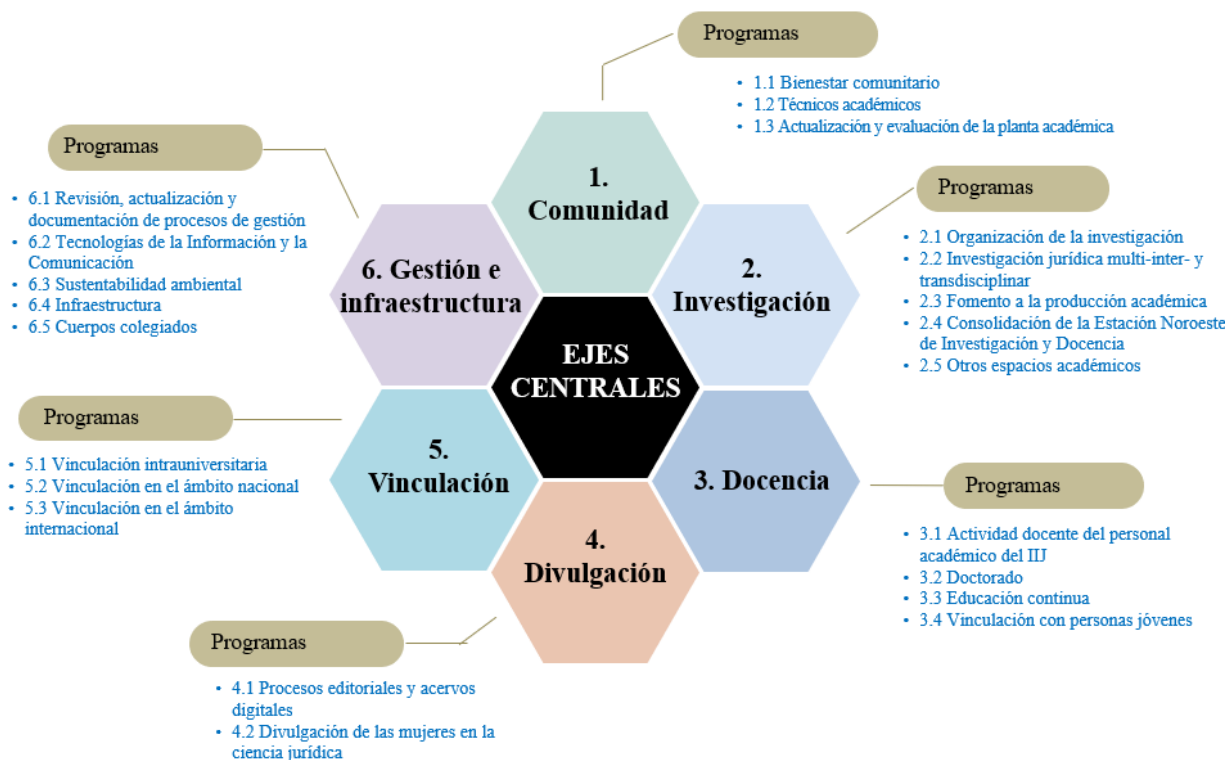 Programas
• 1.1 Bienestar comunitario
• 1.2 Técnicos académicos
• 1.3 Actualización y evaluación de la planta académica
1.
Comunidad
Programas
• 2.1 Organización de la investigación
• 2.2 Investigación jurídica multi-inter- y
transdisciplinar
• 2.3 Fomento a la producción académica
• 2.4 Consolidación de la Estación Noroeste
de Investigación y Docencia
• 2.5 Otros espacios académicos
2.
Investigación
Programas
• 3.1 Actividad docente del personal
académico del IIJ
• 3.2 Doctorado
• 3.3 Educación continua
• 3.4 Vinculación con personas jóvenes
3. Docencia
Programas
• 4.1 Procesos editoriales y acervos
digitales
• 4.2 Divulgación de las mujeres en la
ciencia jurídica
4.
Divulgación
Programas
• 5.1 Vinculación intrauniversitaria
• 5.2 Vinculación en el ámbito nacional
• 5.3 Vinculación en el ámbito
internacional
5.
Vinculación
Programas
• 6.1 Revisión, actualización y
documentación de procesos de gestión
• 6.2 Tecnologías de la Información y la
Comunicación
• 6.3 Sustentabilidad ambiental
• 6.4 Infraestructura
• 6.5 Cuerpos colegiados
6. Gestión e
infraestructura
EJES
CENTRALES